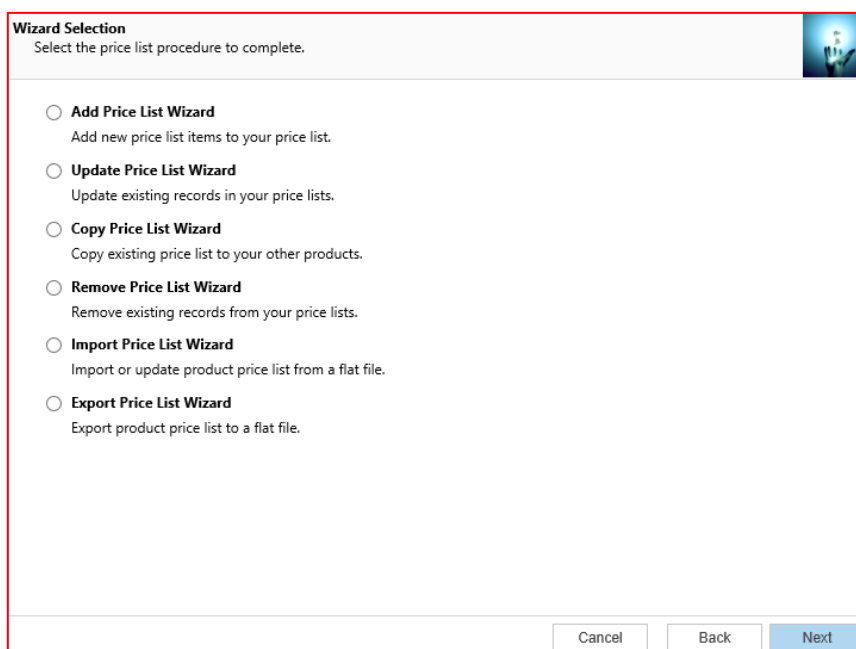 Wizard Selection
Select the price list procedure to complete.
Add Price List Wizard
Add new price list items to your price list.
Update Price List Wizard
Update existing records in your price lists.
Copy Price List Wizard
Copy existing price list to your other products.
Remove Price List Wizard
Remove existing records from your price lists.
Import Price List Wizard
Import or update product price list from a flat file.
Export Price List Wizard
Export product price list to a flat file.
Cancel Back Next